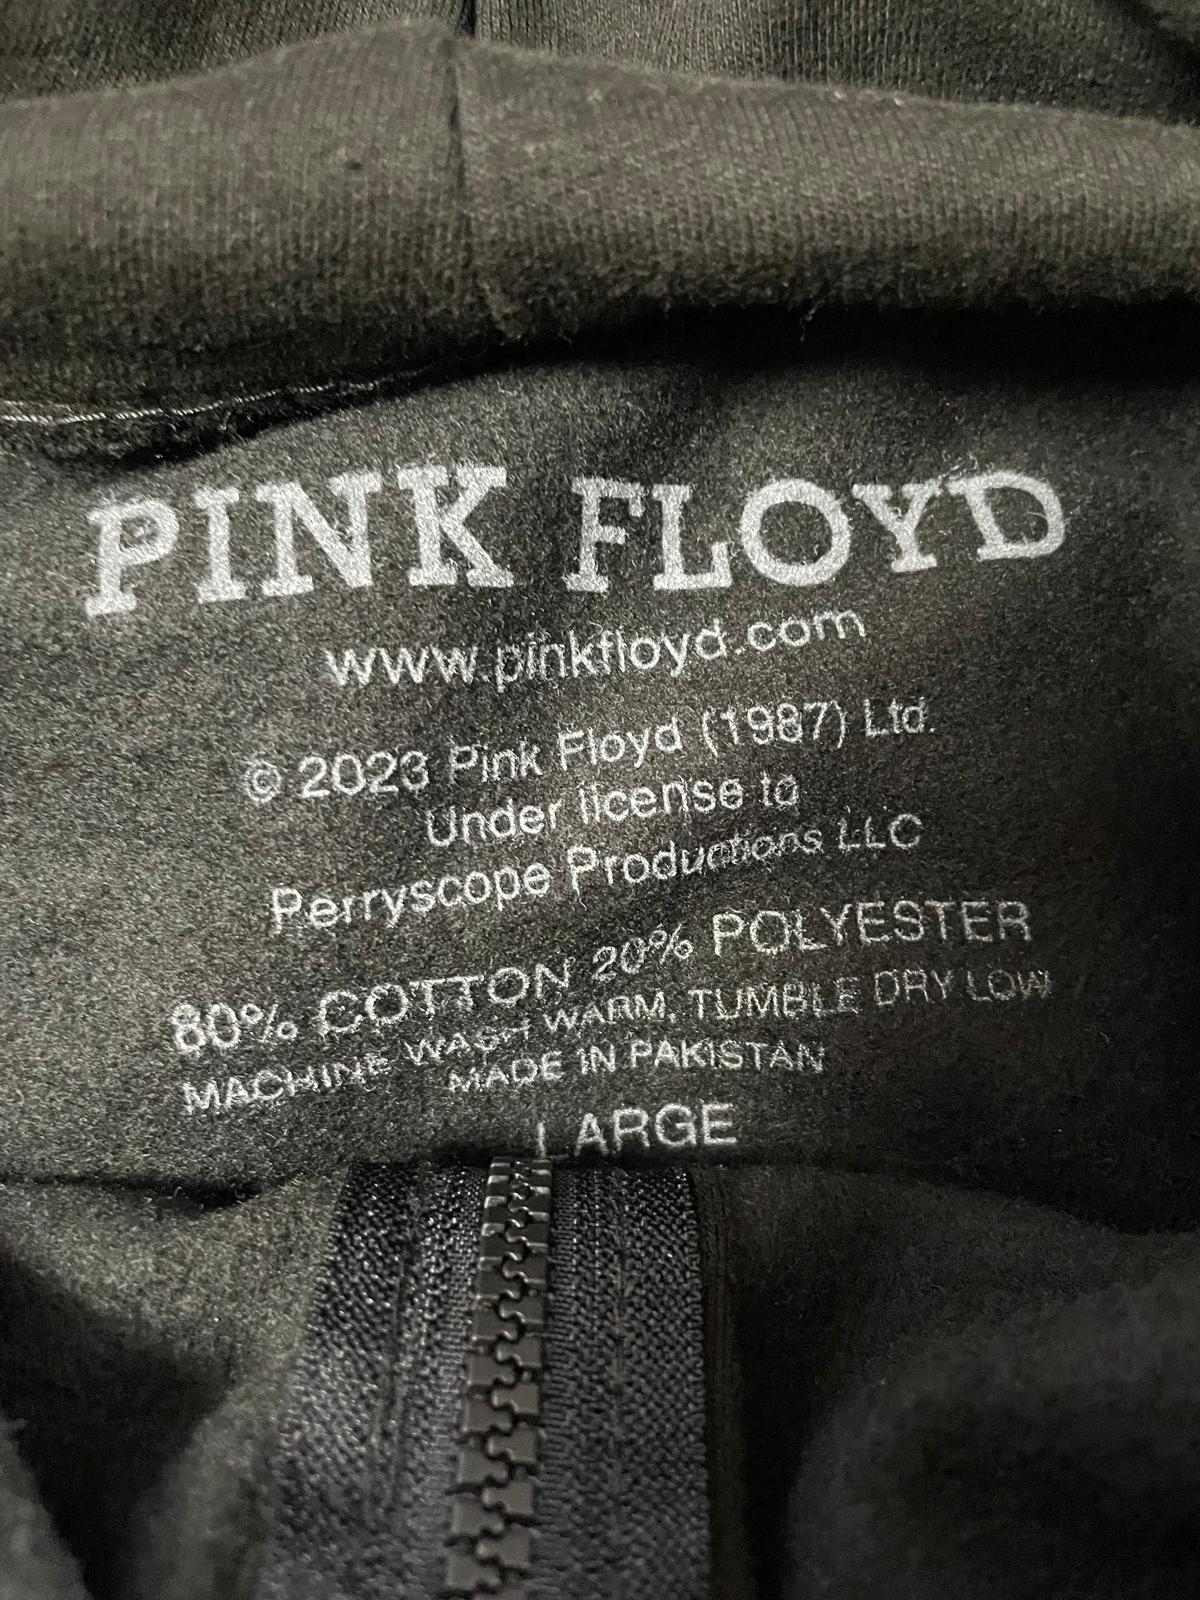 PINK FLOYD
www.pinkfloyd.com
© 2023 Pink Floyd (1987) Ltd.
Under license to
Perryscope Productions LLC
80% COTTON 20% POLYESTER
MACHINE WASH WARM, TUMBLE DRY LOW
MADE IN PAKISTAN
LARGE